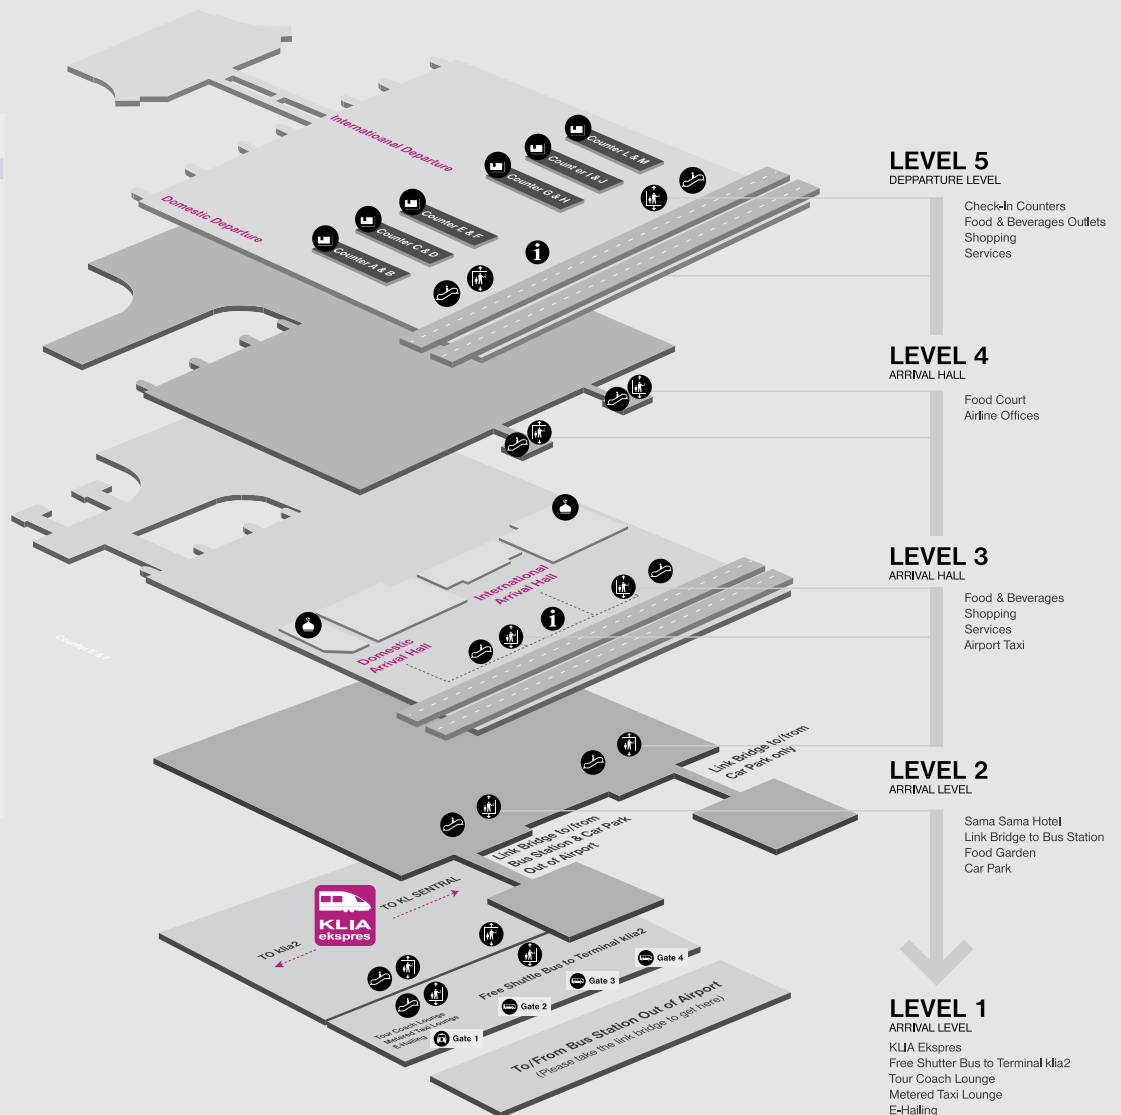 Internatioanal Departure
Domestic Departure
Counter L & M
Counter I & J
Counter G & H
Counter E & F
Counter C & D
Counter A & B
i
LEVEL 5
DEPPARTURE LEVEL
Check-In Counters
Food & Beverages Outlets
Shopping
Services
LEVEL 4
ARRIVAL HALL
Food Court
Airline Offices
International
Arrival Hall
Domestic
Arrival Hall
i
Counter E & F
LEVEL 3
ARRIVAL HALL
Food & Beverages
Shopping
Services
Airport Taxi
Link Bridge to/from
Car Park only
Link Bridge to/from
Bus Station & Car Park
Out of Airport
LEVEL 2
ARRIVAL LEVEL
Sama Sama Hotel
Link Bridge to Bus Station
Food Garden
Car Park
KLIA
ekspres
TO KL SENTRAL
TO klia2
Free Shuttle Bus to Terminal klia2
Gate 4
Gate 3
Gate 2
Gate 1
Tour Coach Lounge
Metered Taxi Lounge
E-Hailing
To/From Bus Station Out of Airport
(Please take the link bridge to get here)
LEVEL 1
ARRIVAL LEVEL
KLIA Ekspres
Free Shutter Bus to Terminal klia2
Tour Coach Lounge
Metered Taxi Lounge
E-Hailing